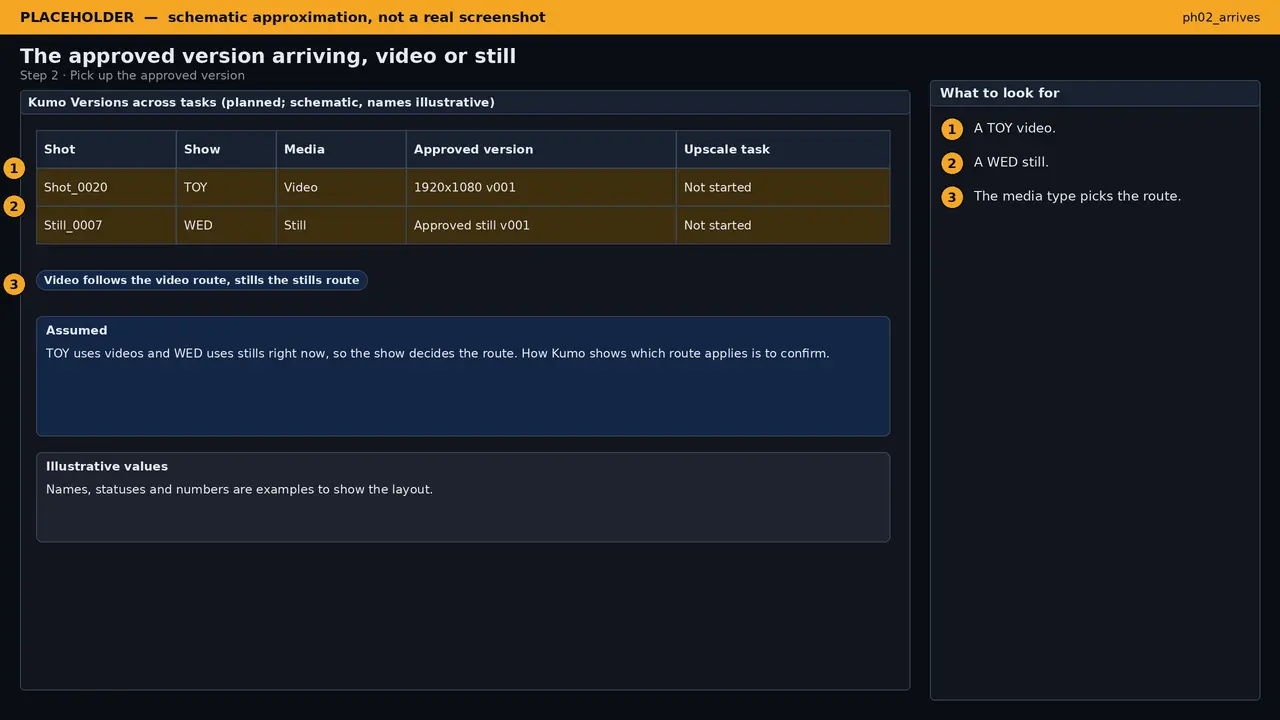 PLACEHOLDER — schematic approximation, not a real screenshot
ph02_arrives
The approved version arriving, video or still
Step 2 · Pick up the approved version
Kumo Versions across tasks (planned; schematic, names illustrative)
Shot Show Media Approved version Upscale task
1
Shot_0020 TOY Video 1920x1080 v001 Not started
2
Still_0007 WED Still Approved still v001 Not started
3 Video follows the video route, stills the stills route
Assumed
TOY uses videos and WED uses stills right now, so the show decides the route. How Kumo shows which route applies is to confirm.
Illustrative values
Names, statuses and numbers are examples to show the layout.
What to look for
1 A TOY video.
2 A WED still.
3 The media type picks the route.